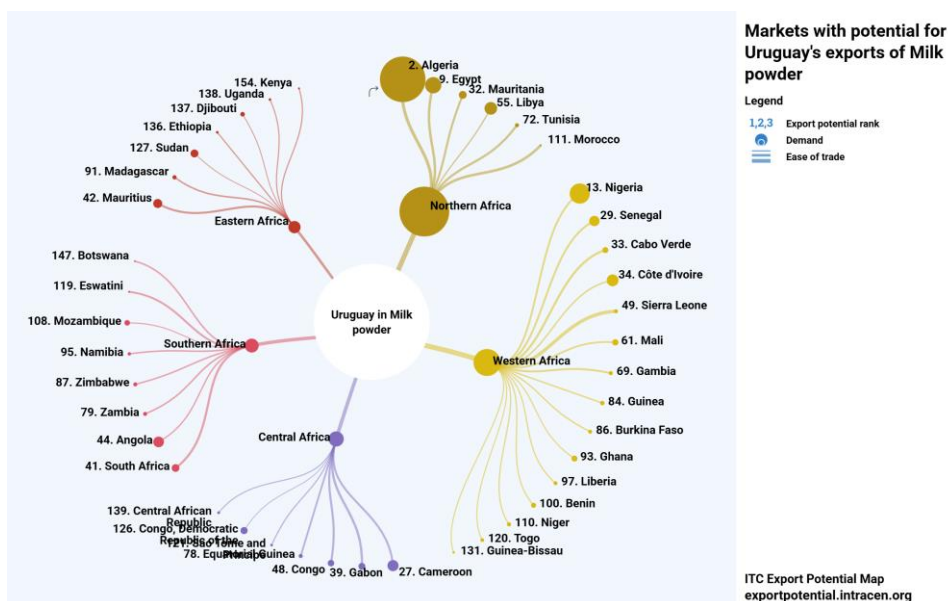 Markets with potential for
Uruguay's exports of Milk
powder
Legend
1,2,3 Export potential rank
Demand
Ease of trade
2. Algeria
9. Egypt
32. Mauritania
55. Libya
72. Tunisia
111. Morocco
Northern Africa
154. Kenya
138. Uganda
137. Djibouti
136. Ethiopia
127. Sudan
91. Madagascar
42. Mauritius
Eastern Africa
13. Nigeria
29. Senegal
33. Cabo Verde
34. Côte d'Ivoire
49. Sierra Leone
61. Mali
69. Gambia
84. Guinea
86. Burkina Faso
93. Ghana
97. Liberia
100. Benin
110. Niger
120. Togo
131. Guinea-Bissau
Western Africa
Uruguay in Milk
powder
147. Botswana
119. Eswatini
108. Mozambique
95. Namibia
87. Zimbabwe
79. Zambia
44. Angola
41. South Africa
Southern Africa
Central Africa
139. Central African
Republic
126. Congo, Democratic
Republic of the
121. Sao Tome and
Principe
78. Equatorial Guinea
48. Congo
39. Gabon
27. Cameroon
ITC Export Potential Map
exportpotential.intracen.org